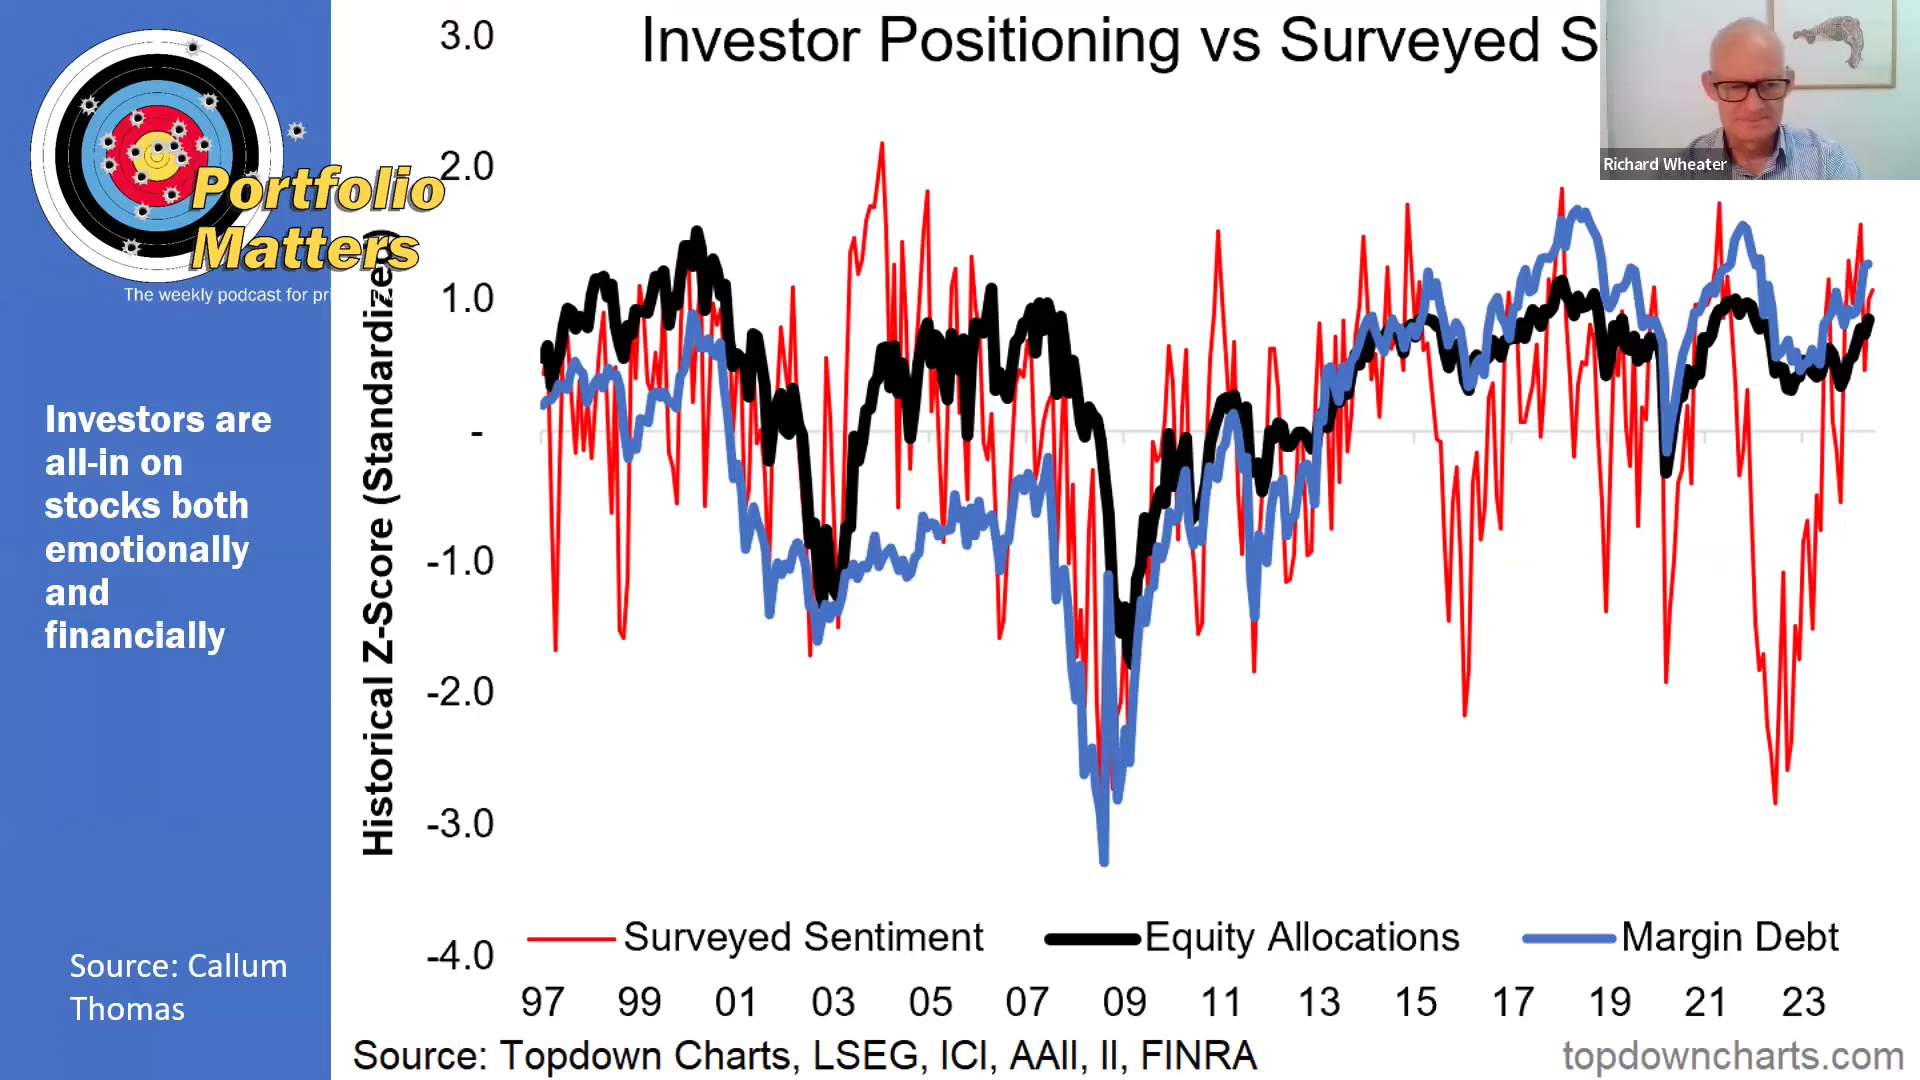 Investor Positioning vs Surveyed S
Richard Wheater
Portfolio
Matters
The weekly podcast for pri
Investors are
all-in on
stocks both
emotionally
and
financially
Source: Callum
Thomas
Historical Z-Score (Standardized)
3.0
2.0
1.0
-
-1.0
-2.0
-3.0
-4.0
Surveyed Sentiment Equity Allocations Margin Debt
97 99 01 03 05 07 09 11 13 15 17 19 21 23
Source: Topdown Charts, LSEG, ICI, AAII, II, FINRA
topdowncharts.com